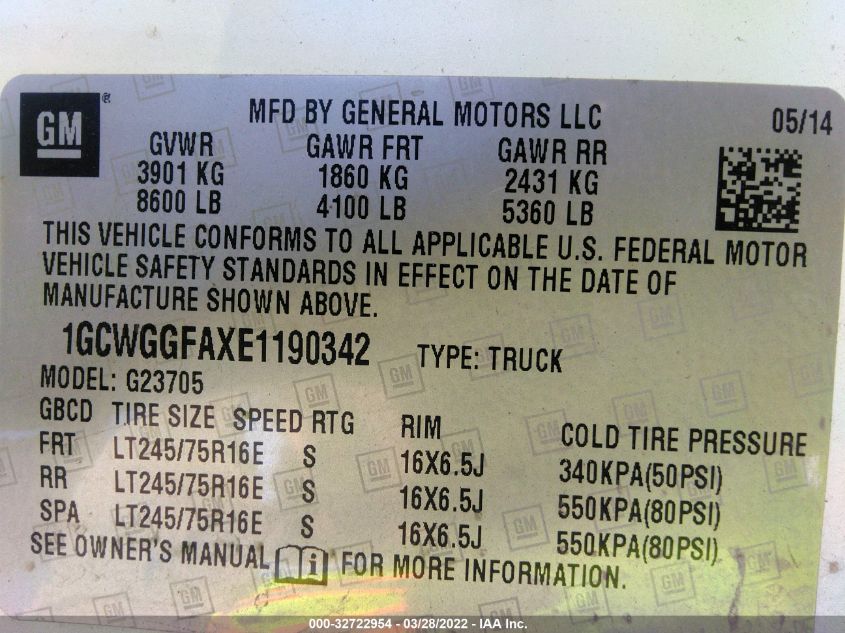 GM ® MFD BY GENERAL MOTORS LLC 05/14
GVWR GAWR FRT GAWR RR
3901 KG 1860 KG 2431 KG
8600 LB 4100 LB 5360 LB
THIS VEHICLE CONFORMS TO ALL APPLICABLE U.S. FEDERAL MOTOR
VEHICLE SAFETY STANDARDS IN EFFECT ON THE DATE OF
MANUFACTURE SHOWN ABOVE.
1GCWGGFAXE1190342 TYPE: TRUCK
MODEL: G23705
GBCD TIRE SIZE SPEED RTG RIM COLD TIRE PRESSURE
FRT LT245/75R16E S 16X6.5J 340KPA(50PSI)
RR LT245/75R16E S 16X6.5J 550KPA(80PSI)
SPA LT245/75R16E S 16X6.5J 550KPA(80PSI)
SEE OWNER'S MANUAL i FOR MORE INFORMATION.
000-32722954 - 03/28/2022 - IAA Inc.